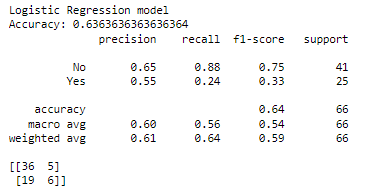 Logistic Regression model
Accuracy: 0.6363636363636364
precision recall f1-score support
No 0.65 0.88 0.75 41
Yes 0.55 0.24 0.33 25
accuracy 0.64 66
macro avg 0.60 0.56 0.54 66
weighted avg 0.61 0.64 0.59 66
[[36 5]
[19 6]]